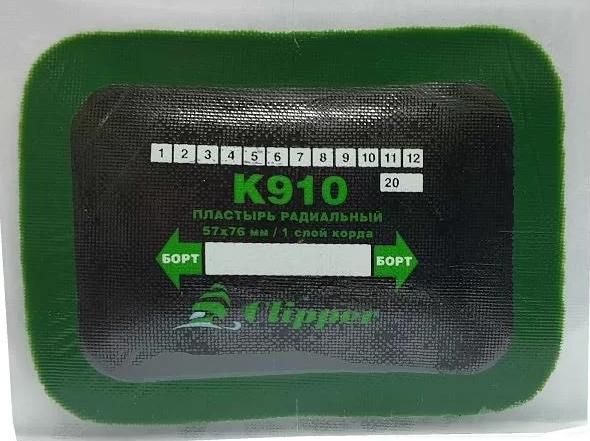 1 2 3 4 5 6 7 8 9 10 11 12
20
K910
ПЛАСТЫРЬ РАДИАЛЬНЫЙ
57х76 мм / 1 слой корда
БОРТ БОРТ
Clipper